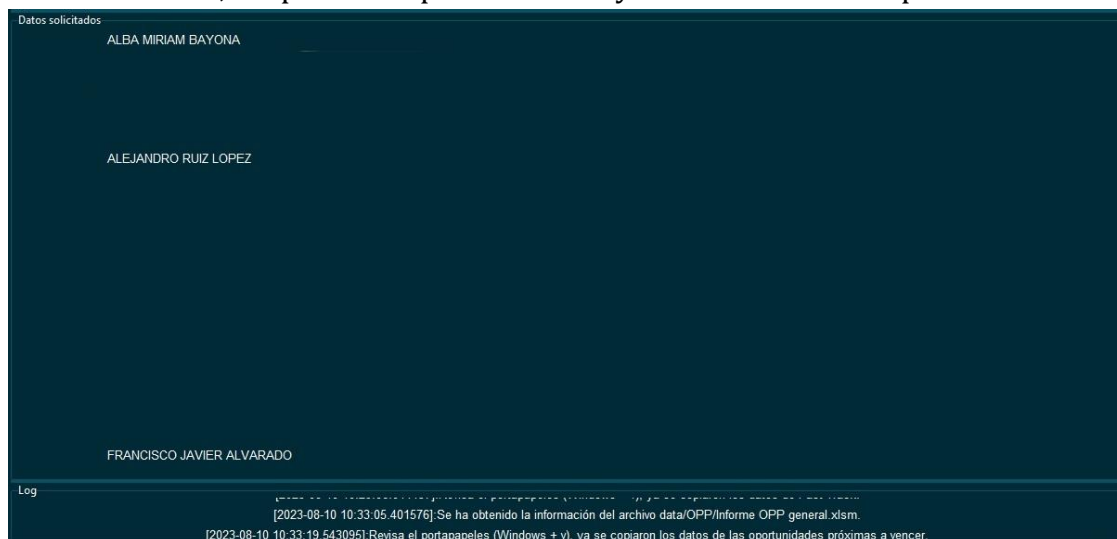 Datos solicitados
ALBA MIRIAM BAYONA
ALEJANDRO RUIZ LOPEZ
FRANCISCO JAVIER ALVARADO
Log
[2023-08-10 10:33:05.401576]:Se ha obtenido la información del archivo data/OPP/Informe OPP general.xlsm.
[2023-08-10 10:33:19.543095]:Revisa el portapapeles (Windows + v), ya se copiaron los datos de las oportunidades próximas a vencer.